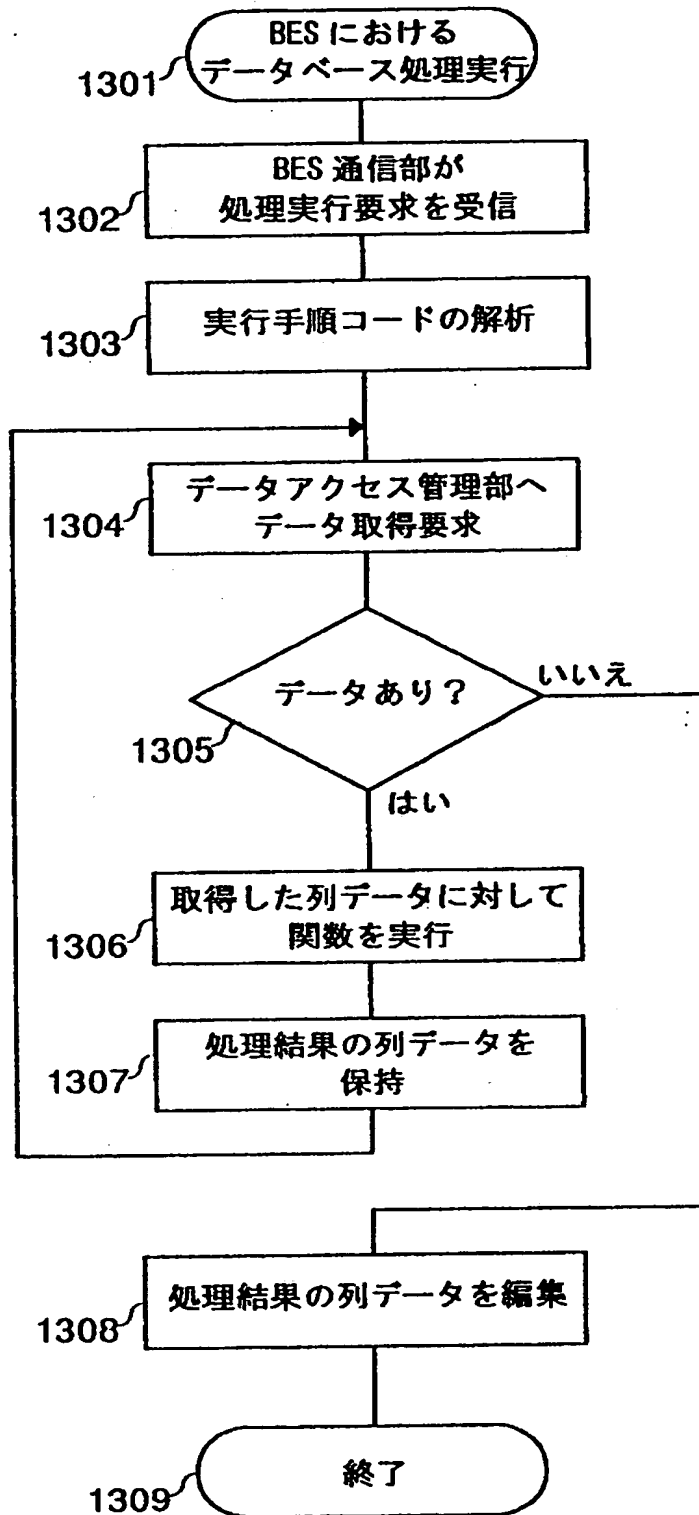 BESにおける
データベース処理実行
1301
BES通信部が
処理実行要求を受信
1302
実行手順コードの解析
1303
データアクセス管理部へ
データ取得要求
1304
データあり？
いいえ
1305
はい
取得した列データに対して
関数を実行
1306
処理結果の列データを
保持
1307
処理結果の列データを編集
1308
終了
1309